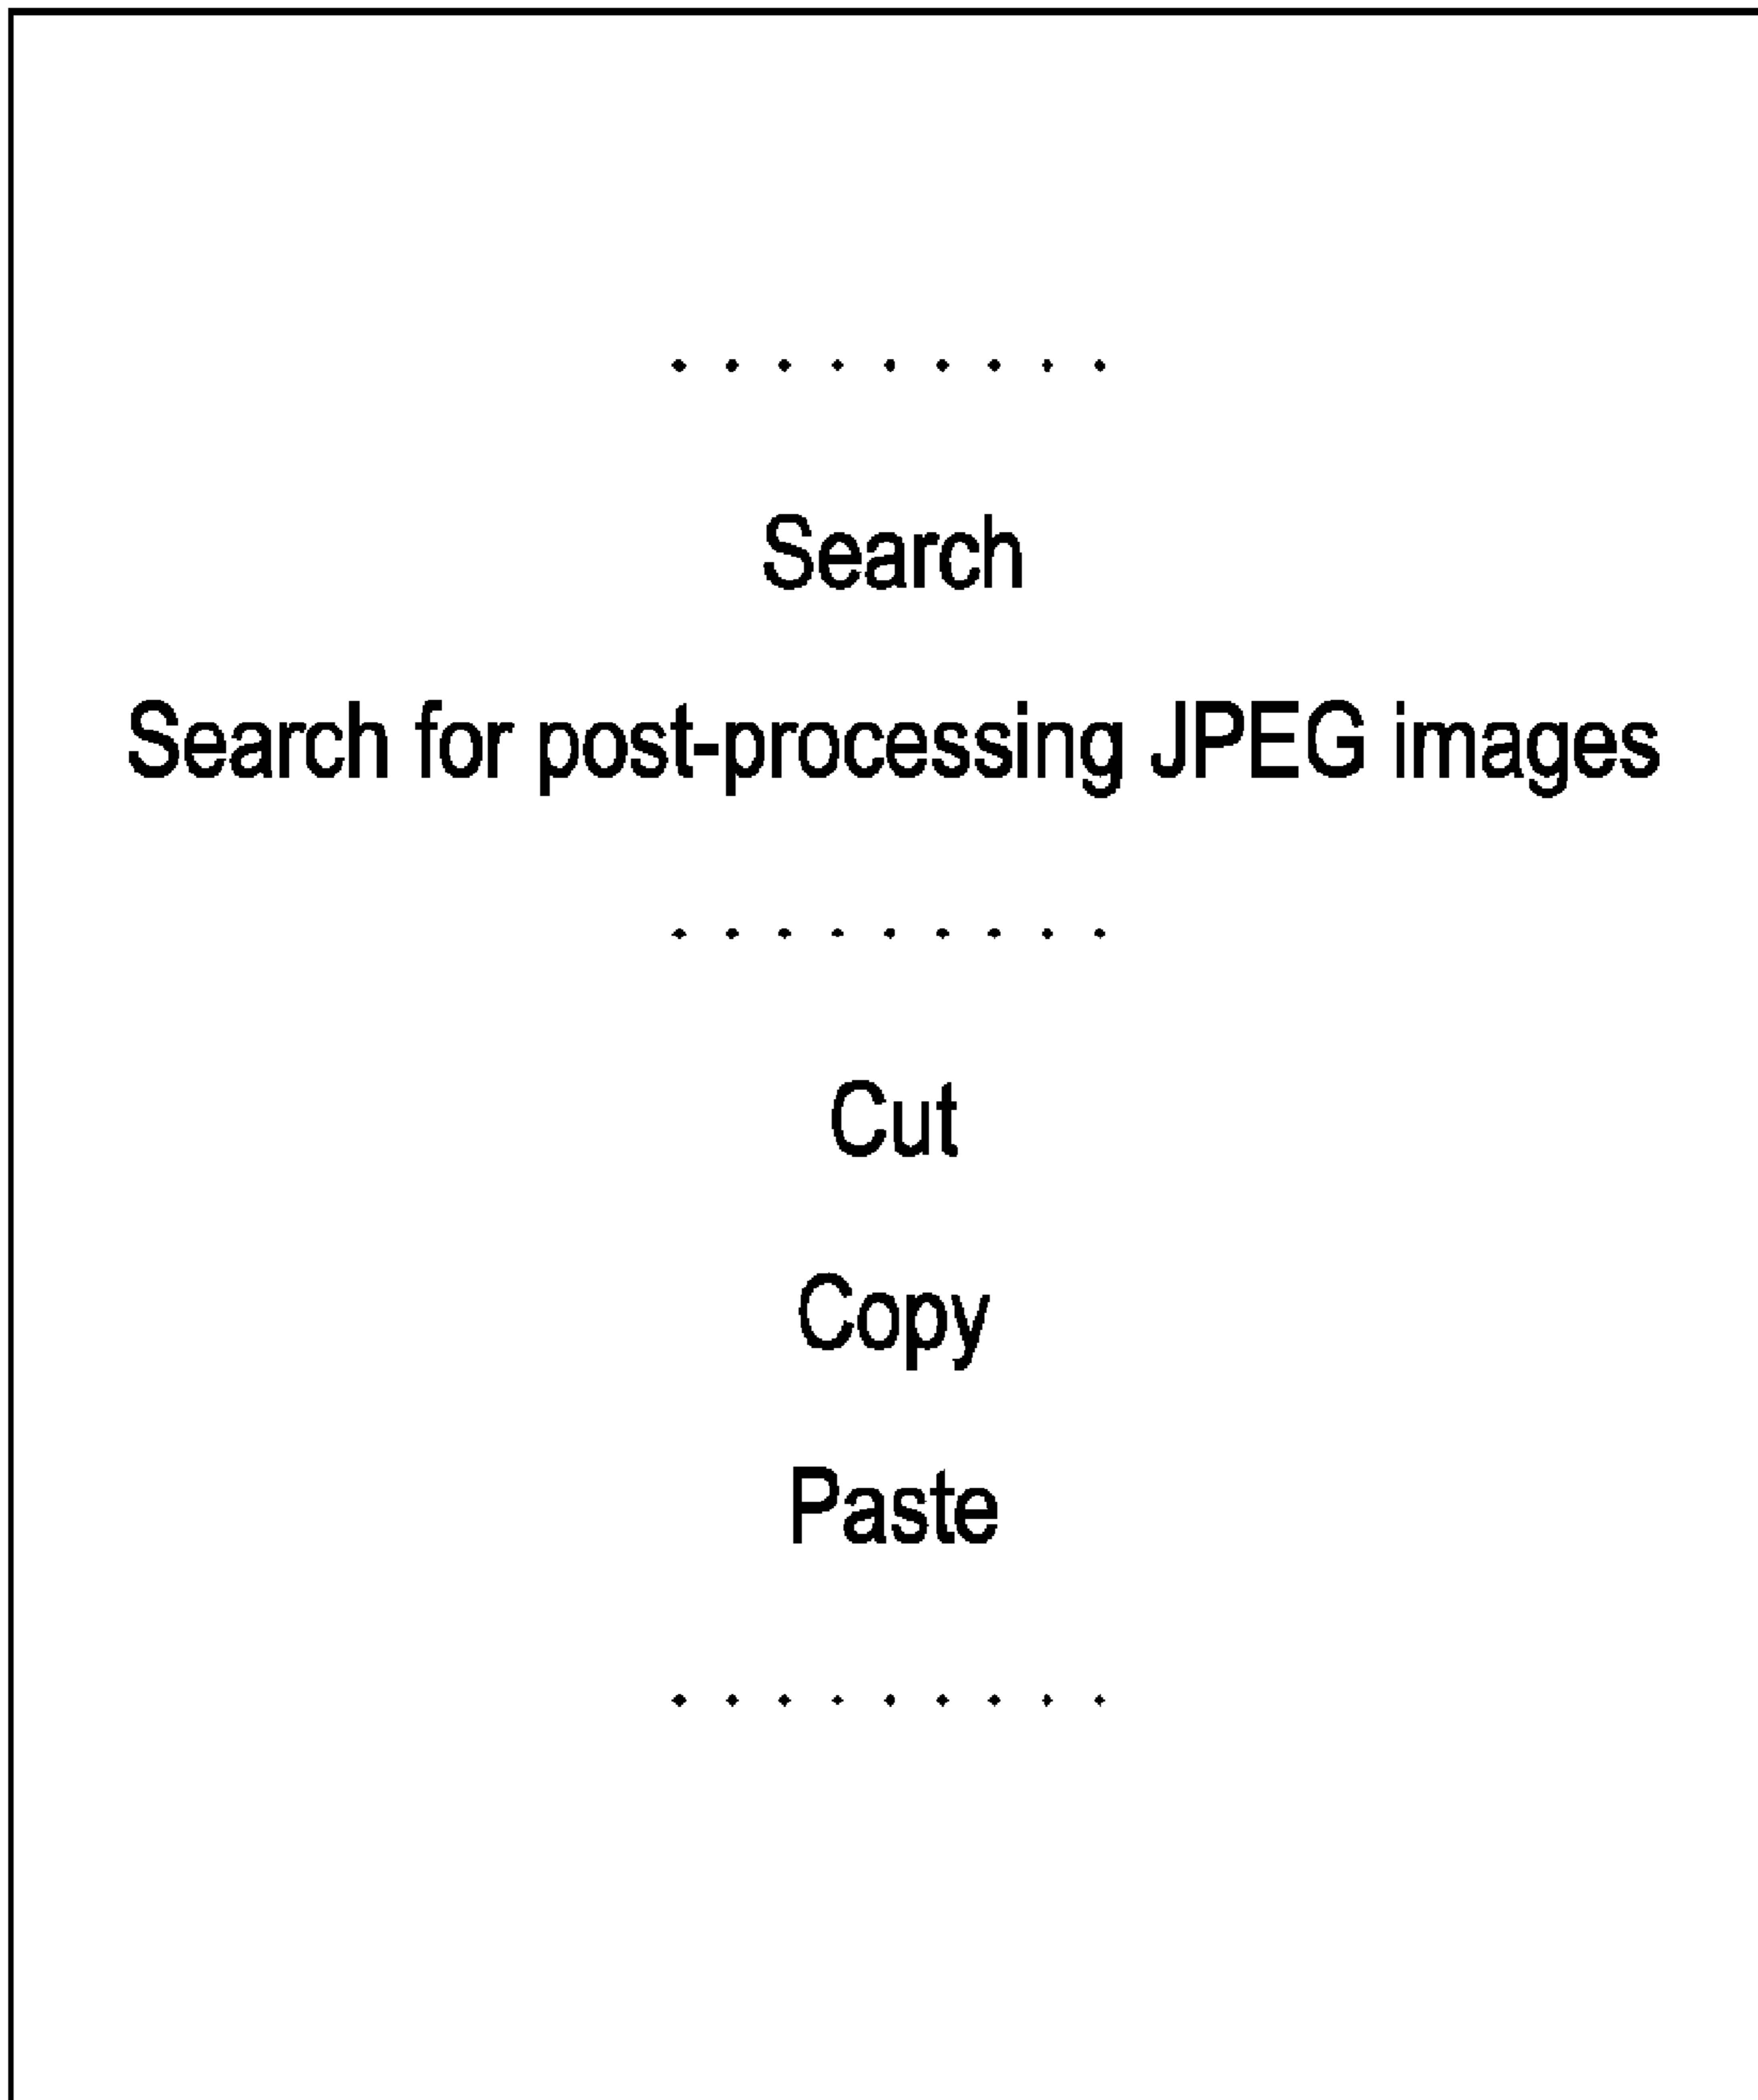 . . . . . . . . .
Search
Search for post-processing JPEG images
. . . . . . . . .
Cut
Copy
Paste
. . . . . . . . .